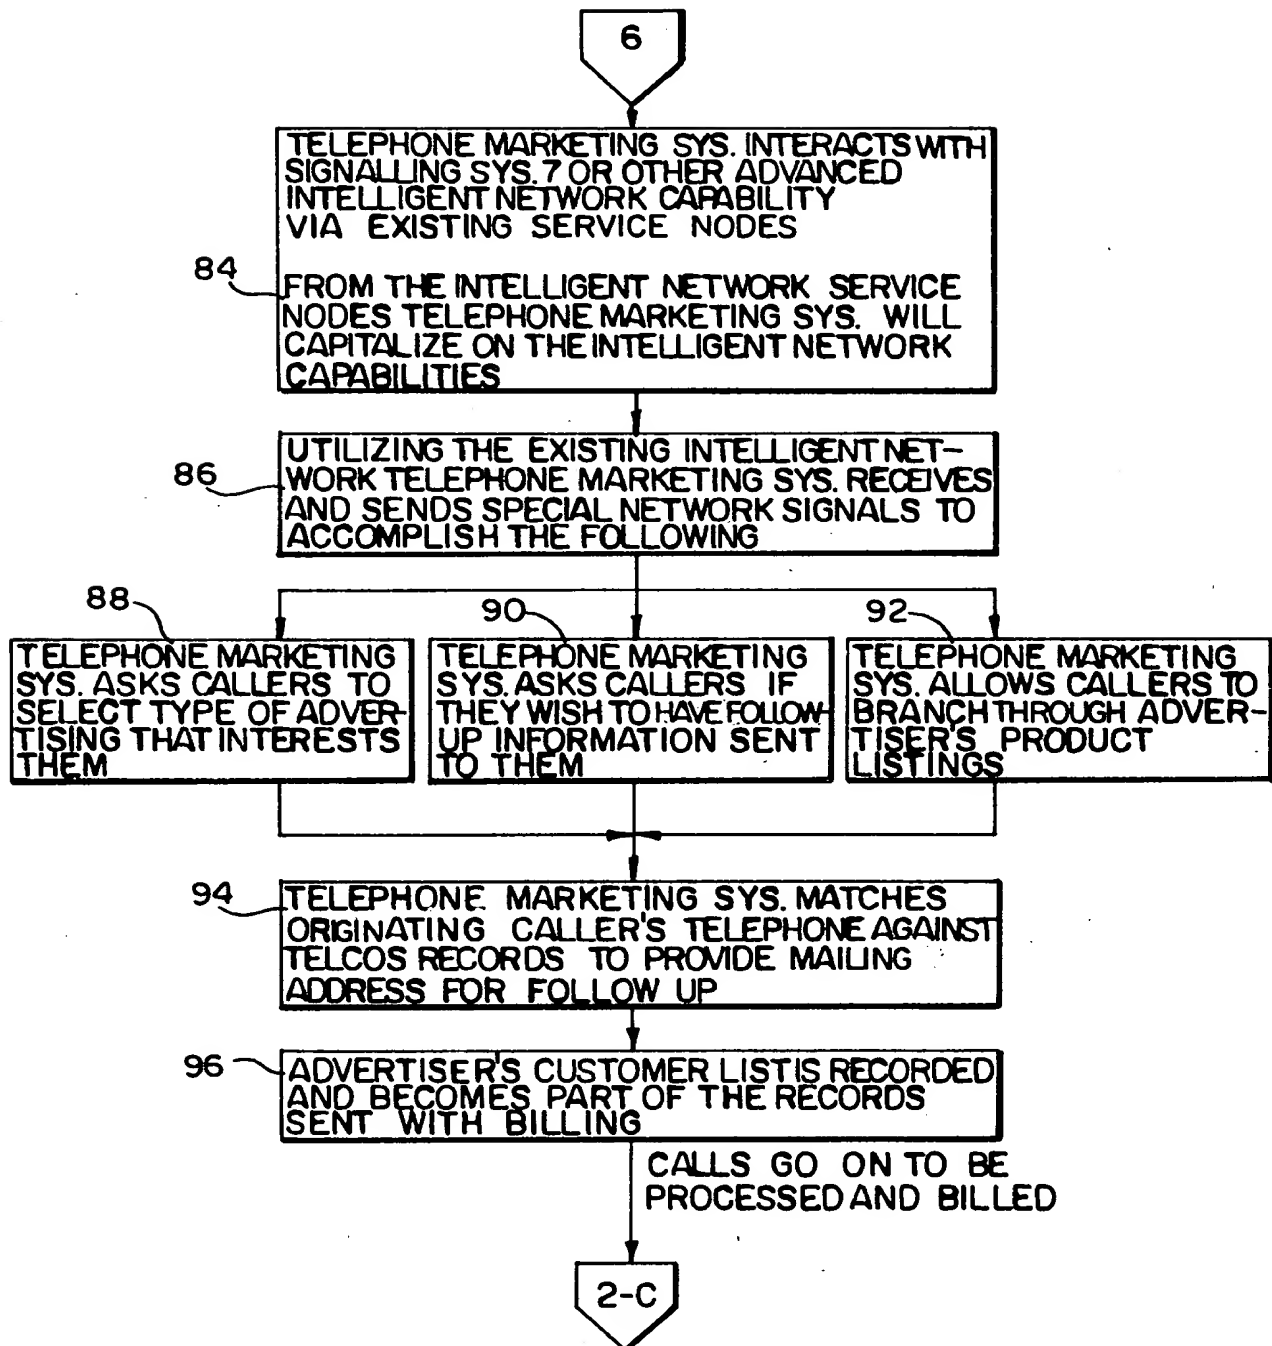 6
TELEPHONE MARKETING SYS. INTERACTS WITH
SIGNALLING SYS. 7 OR OTHER ADVANCED
INTELLIGENT NETWORK CAPABILITY
VIA EXISTING SERVICE NODES
84
FROM THE INTELLIGENT NETWORK SERVICE
NODES TELEPHONE MARKETING SYS. WILL
CAPITALIZE ON THE INTELLIGENT NETWORK
CAPABILITIES
86
UTILIZING THE EXISTING INTELLIGENT NET-
WORK TELEPHONE MARKETING SYS. RECEIVES
AND SENDS SPECIAL NETWORK SIGNALS TO
ACCOMPLISH THE FOLLOWING
88
TELEPHONE MARKETING
SYS. ASKS CALLERS TO
SELECT TYPE OF ADVER-
TISING THAT INTERESTS
THEM
90
TELEPHONE MARKETING
SYS. ASKS CALLERS IF
THEY WISH TO HAVE FOLLOW-
UP INFORMATION SENT
TO THEM
92
TELEPHONE MARKETING
SYS. ALLOWS CALLERS TO
BRANCH THROUGH ADVER-
TISER'S PRODUCT
LISTINGS
94
TELEPHONE MARKETING SYS. MATCHES
ORIGINATING CALLER'S TELEPHONE AGAINST
TELCOS RECORDS TO PROVIDE MAILING
ADDRESS FOR FOLLOW UP
96
ADVERTISER'S CUSTOMER LIST IS RECORDED
AND BECOMES PART OF THE RECORDS
SENT WITH BILLING
CALLS GO ON TO BE
PROCESSED AND BILLED
2-C